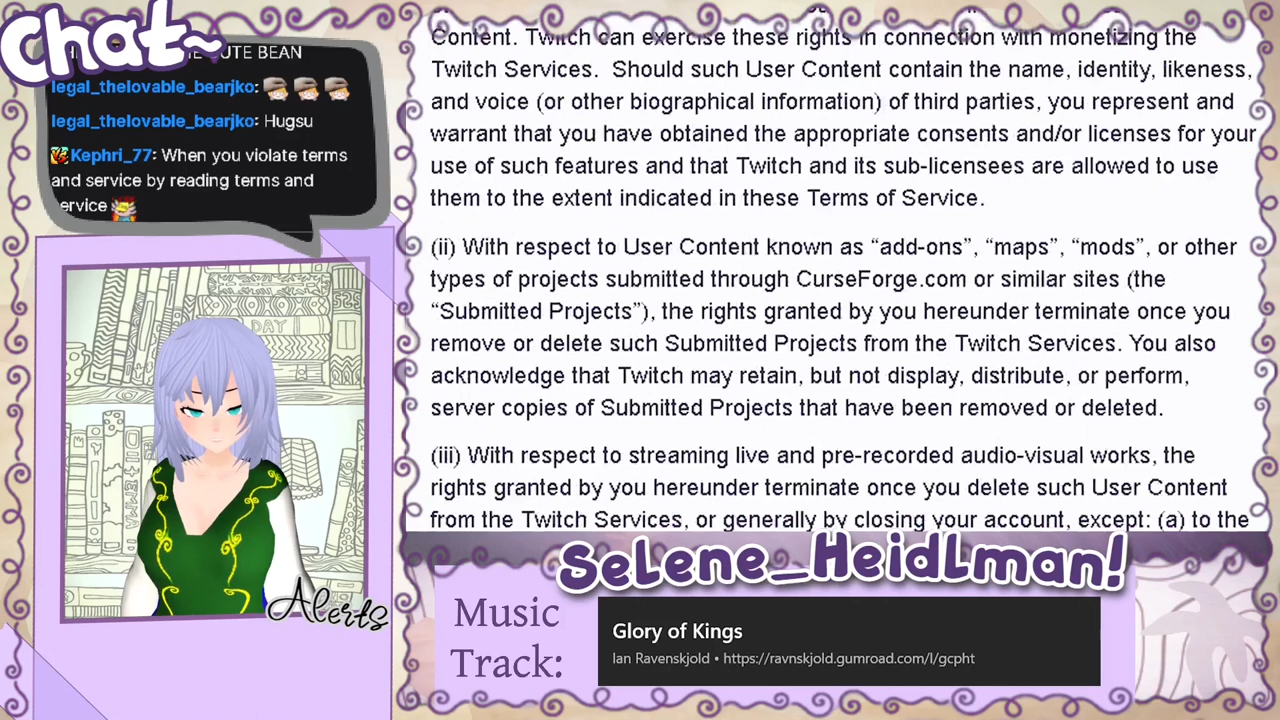 Chat~
UTE BEAN
legal_thelovable_bearjko:
legal_thelovable_bearjko: Hugsu
Kephri_77: When you violate terms
and service by reading terms and
ervice
DAY
Alerts
Content. Twitch can exercise these rights in connection with monetizing the
Twitch Services. Should such User Content contain the name, identity, likeness,
and voice (or other biographical information) of third parties, you represent and
warrant that you have obtained the appropriate consents and/or licenses for your
use of such features and that Twitch and its sub-licensees are allowed to use
them to the extent indicated in these Terms of Service.
(ii) With respect to User Content known as “add-ons”, “maps”, “mods”, or other
types of projects submitted through CurseForge.com or similar sites (the
“Submitted Projects”), the rights granted by you hereunder terminate once you
remove or delete such Submitted Projects from the Twitch Services. You also
acknowledge that Twitch may retain, but not display, distribute, or perform,
server copies of Submitted Projects that have been removed or deleted.
(iii) With respect to streaming live and pre-recorded audio-visual works, the
rights granted by you hereunder terminate once you delete such User Content
from the Twitch Services, or generally by closing your account, except: (a) to the
Selene_Heidlman!
Music
Track:
Glory of Kings
Ian Ravenskjold • https://ravnskjold.gumroad.com/l/gcpht